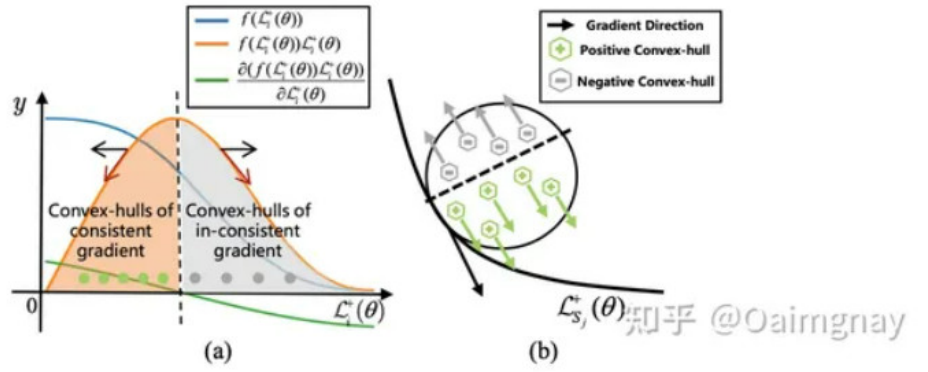 f(ℒᵢ⁺(θ))
f(ℒᵢ⁺(θ))ℒᵢ⁺(θ)
∂(f(ℒᵢ⁺(θ))ℒᵢ⁺(θ))
∂ℒᵢ⁺(θ)
y
Convex-hulls of
consistent
gradient
Convex-hulls of
in-consistent
gradient
0
ℒᵢ⁺(θ)
(a)
Gradient Direction
Positive Convex-hull
Negative Convex-hull
ℒ⁺_{S_j}(θ)
(b)
知乎 @Oaimgnay